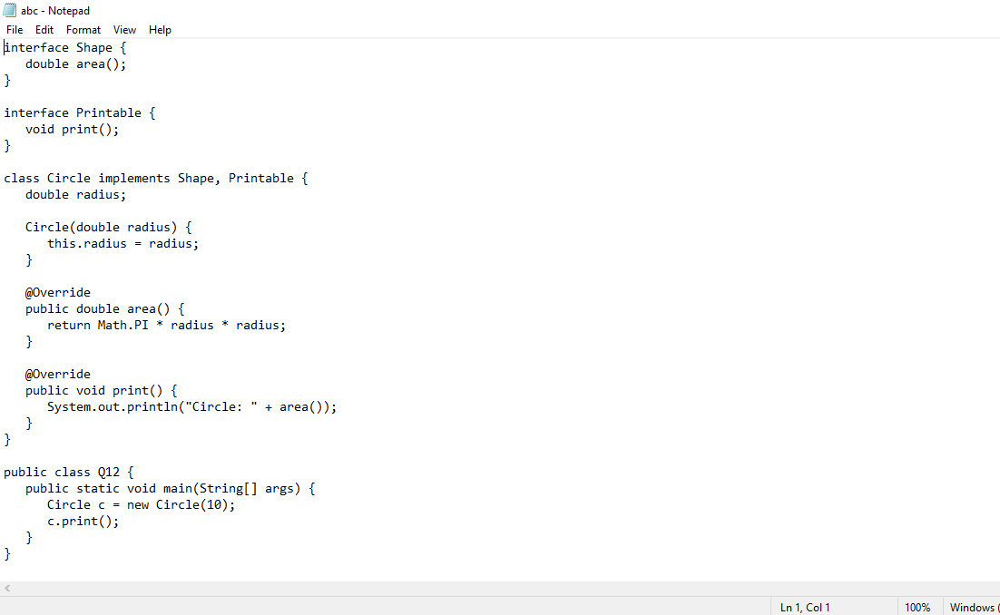 abc - Notepad
File Edit Format View Help
interface Shape {
   double area();
}

interface Printable {
   void print();
}

class Circle implements Shape, Printable {
   double radius;

   Circle(double radius) {
      this.radius = radius;
   }

   @Override
   public double area() {
      return Math.PI * radius * radius;
   }

   @Override
   public void print() {
      System.out.println("Circle: " + area());
   }
}

public class Q12 {
   public static void main(String[] args) {
      Circle c = new Circle(10);
      c.print();
   }
}
Ln 1, Col 1 100% Windows (